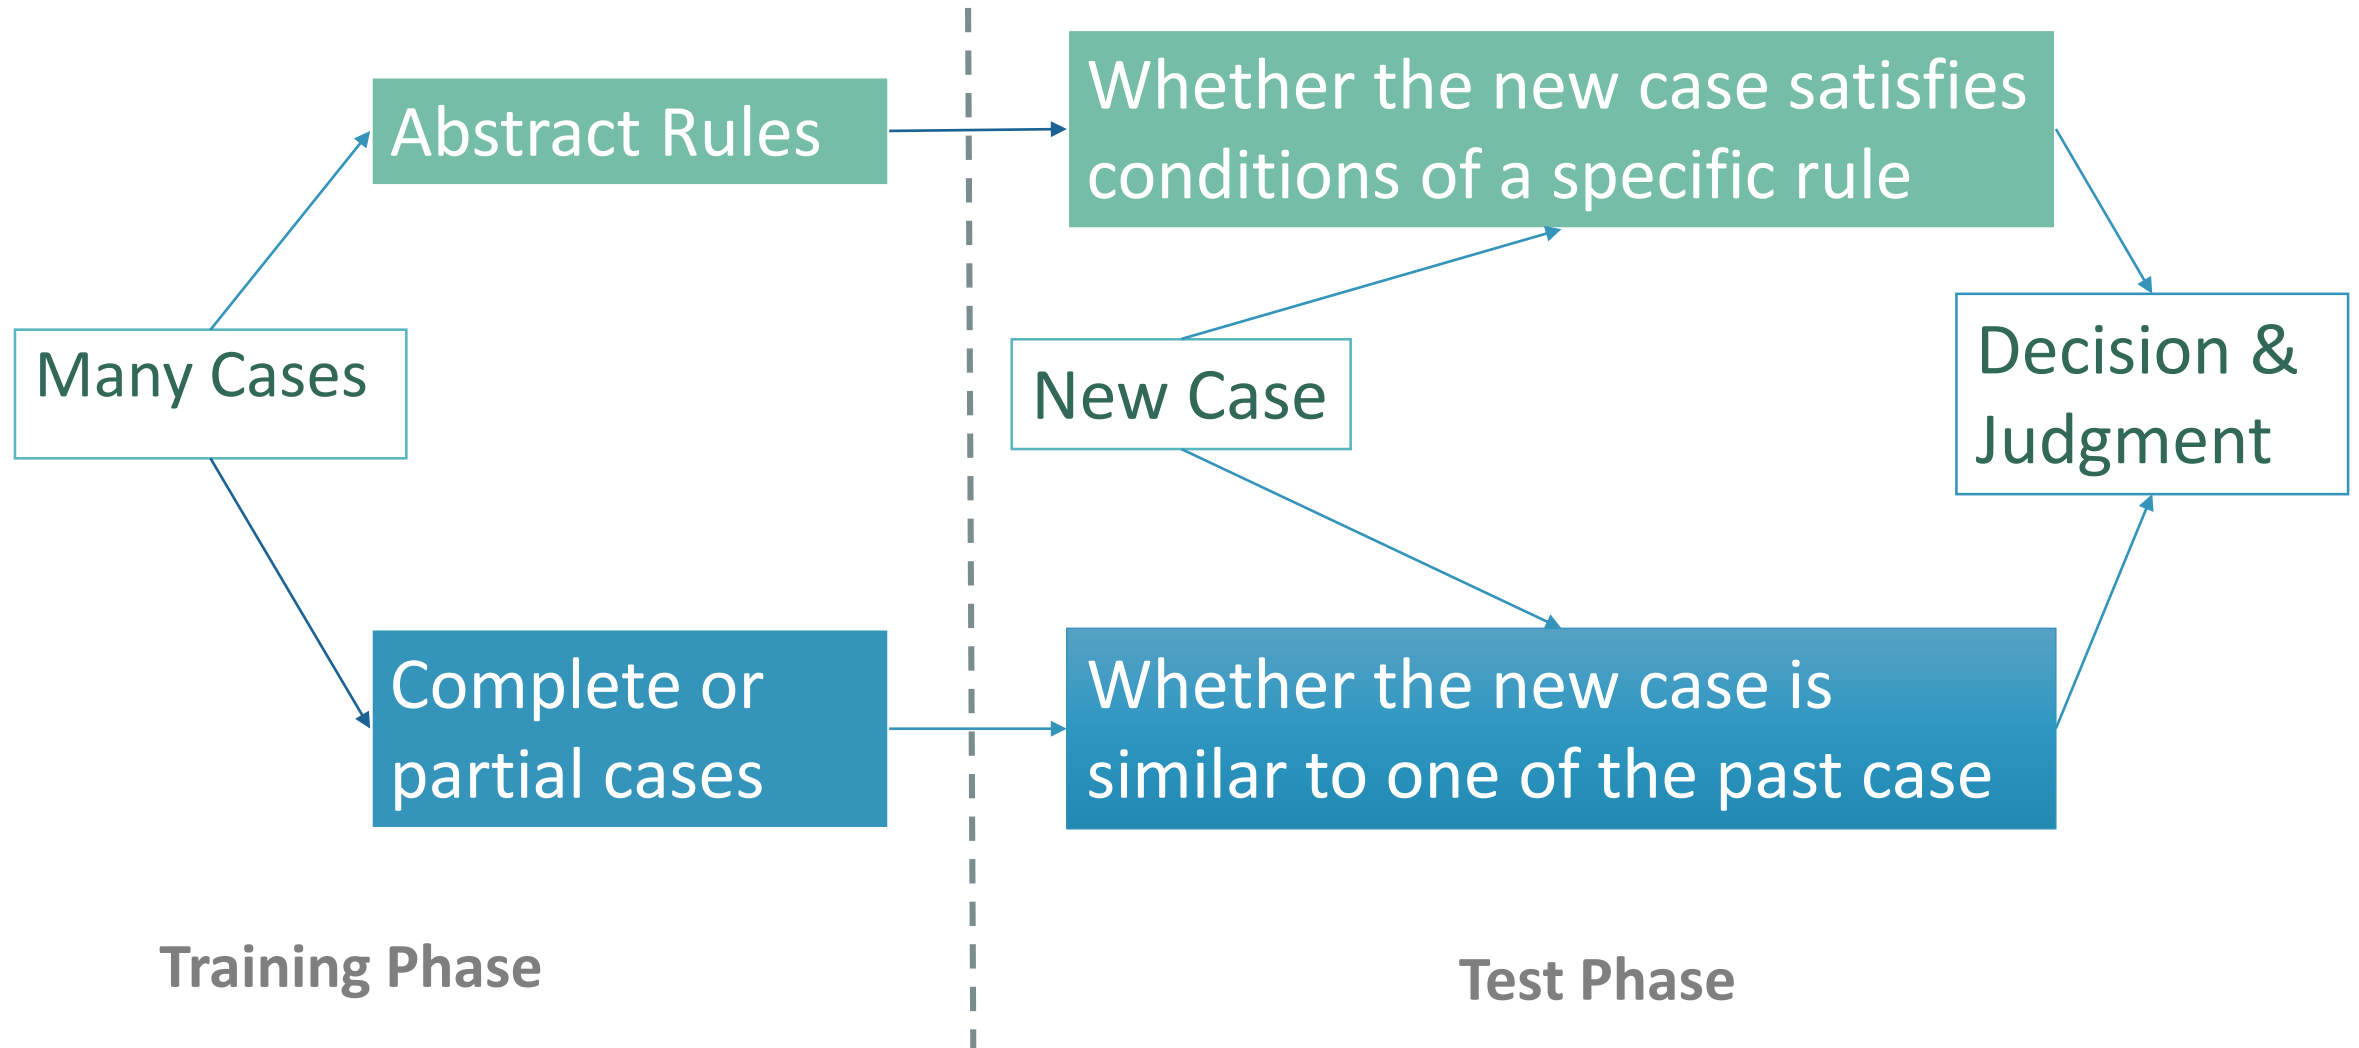 Abstract Rules
Whether the new case satisfies
conditions of a specific rule
Many Cases
New Case
Decision &
Judgment
Complete or
partial cases
Whether the new case is
similar to one of the past case
Training Phase
Test Phase